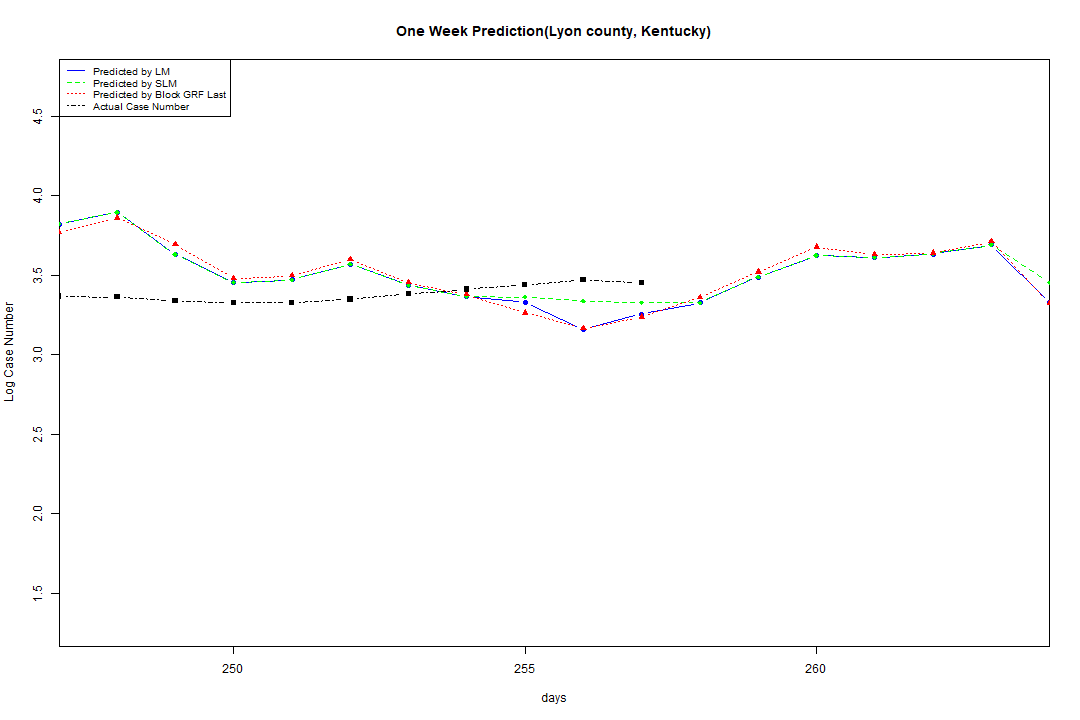 One Week Prediction(Lyon county, Kentucky)
Predicted by LM
Predicted by SLM
Predicted by Block GRF Last
Actual Case Number
4.5
4.0
3.5
3.0
2.5
2.0
1.5
Log Case Number
250
255
260
days